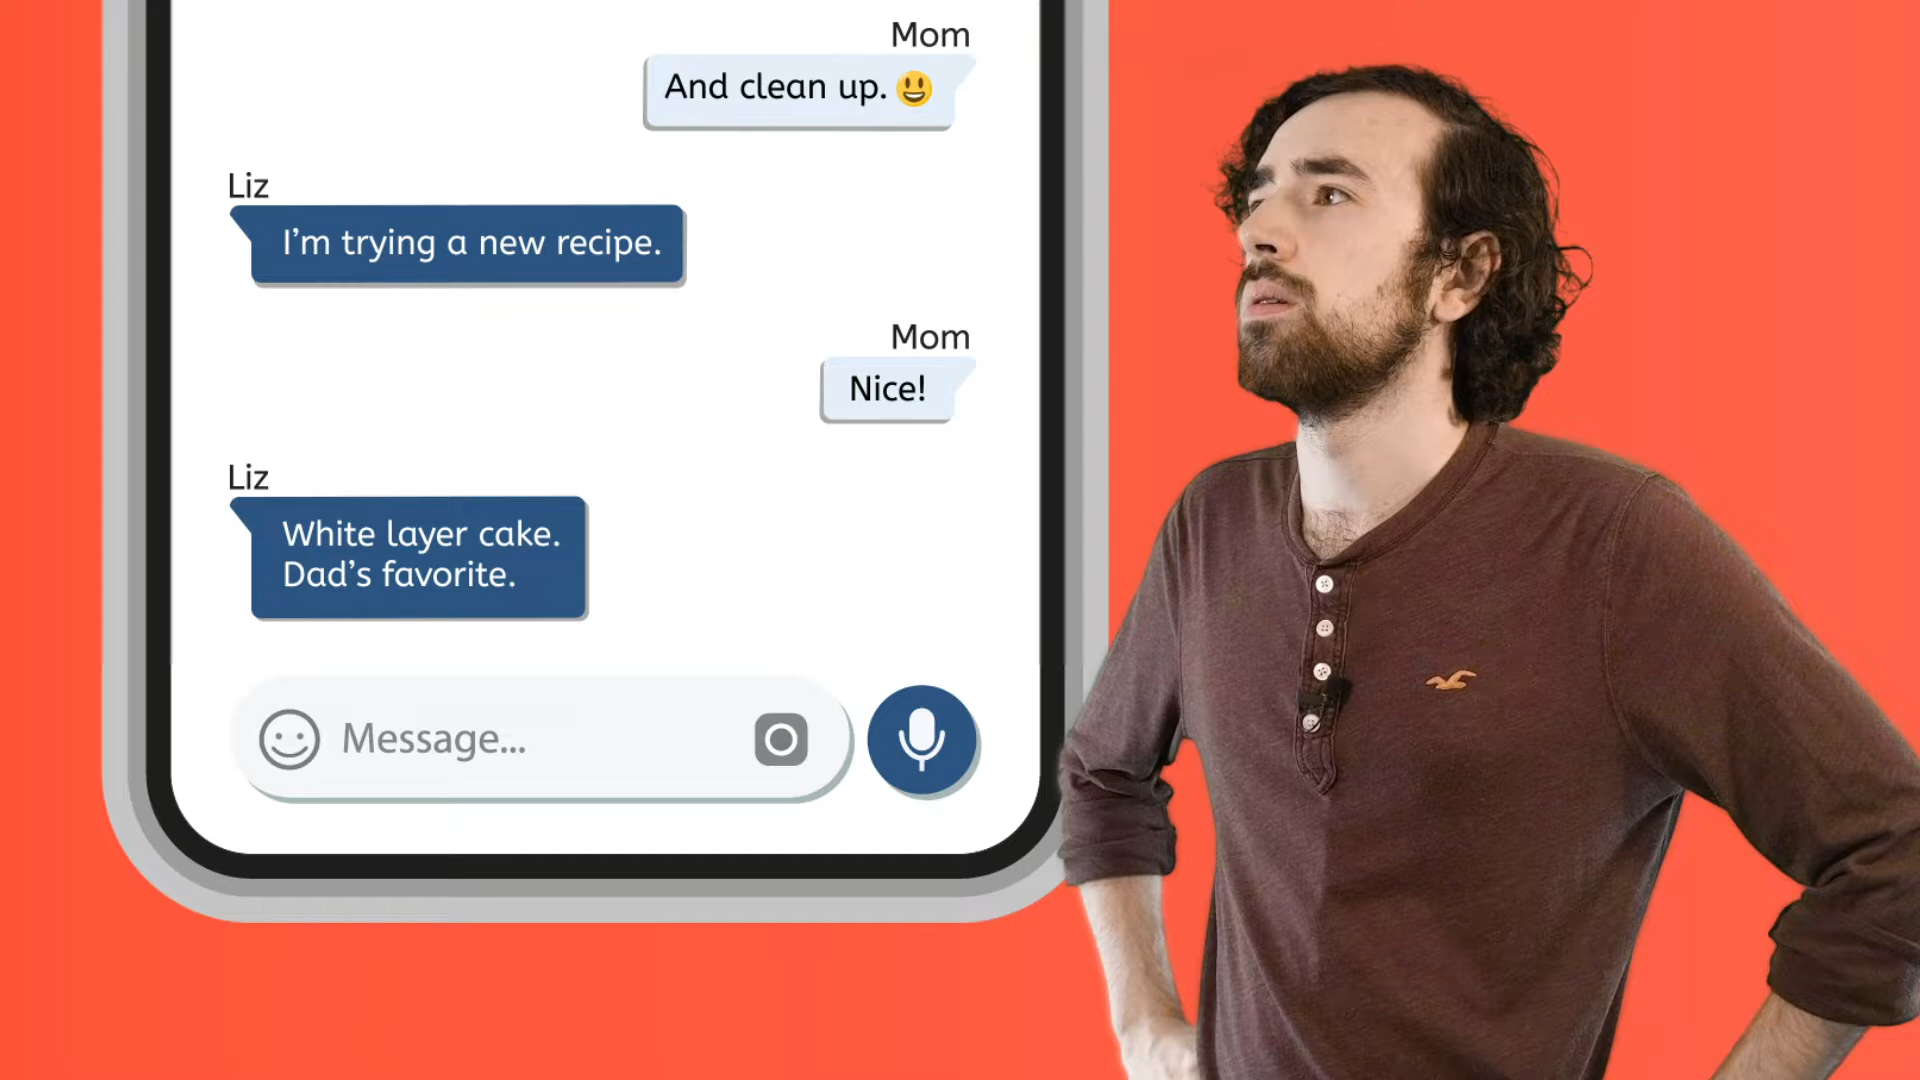 Mom
And clean up. 😃
Liz
I’m trying a new recipe.
Mom
Nice!
Liz
White layer cake.
Dad’s favorite.
Message...